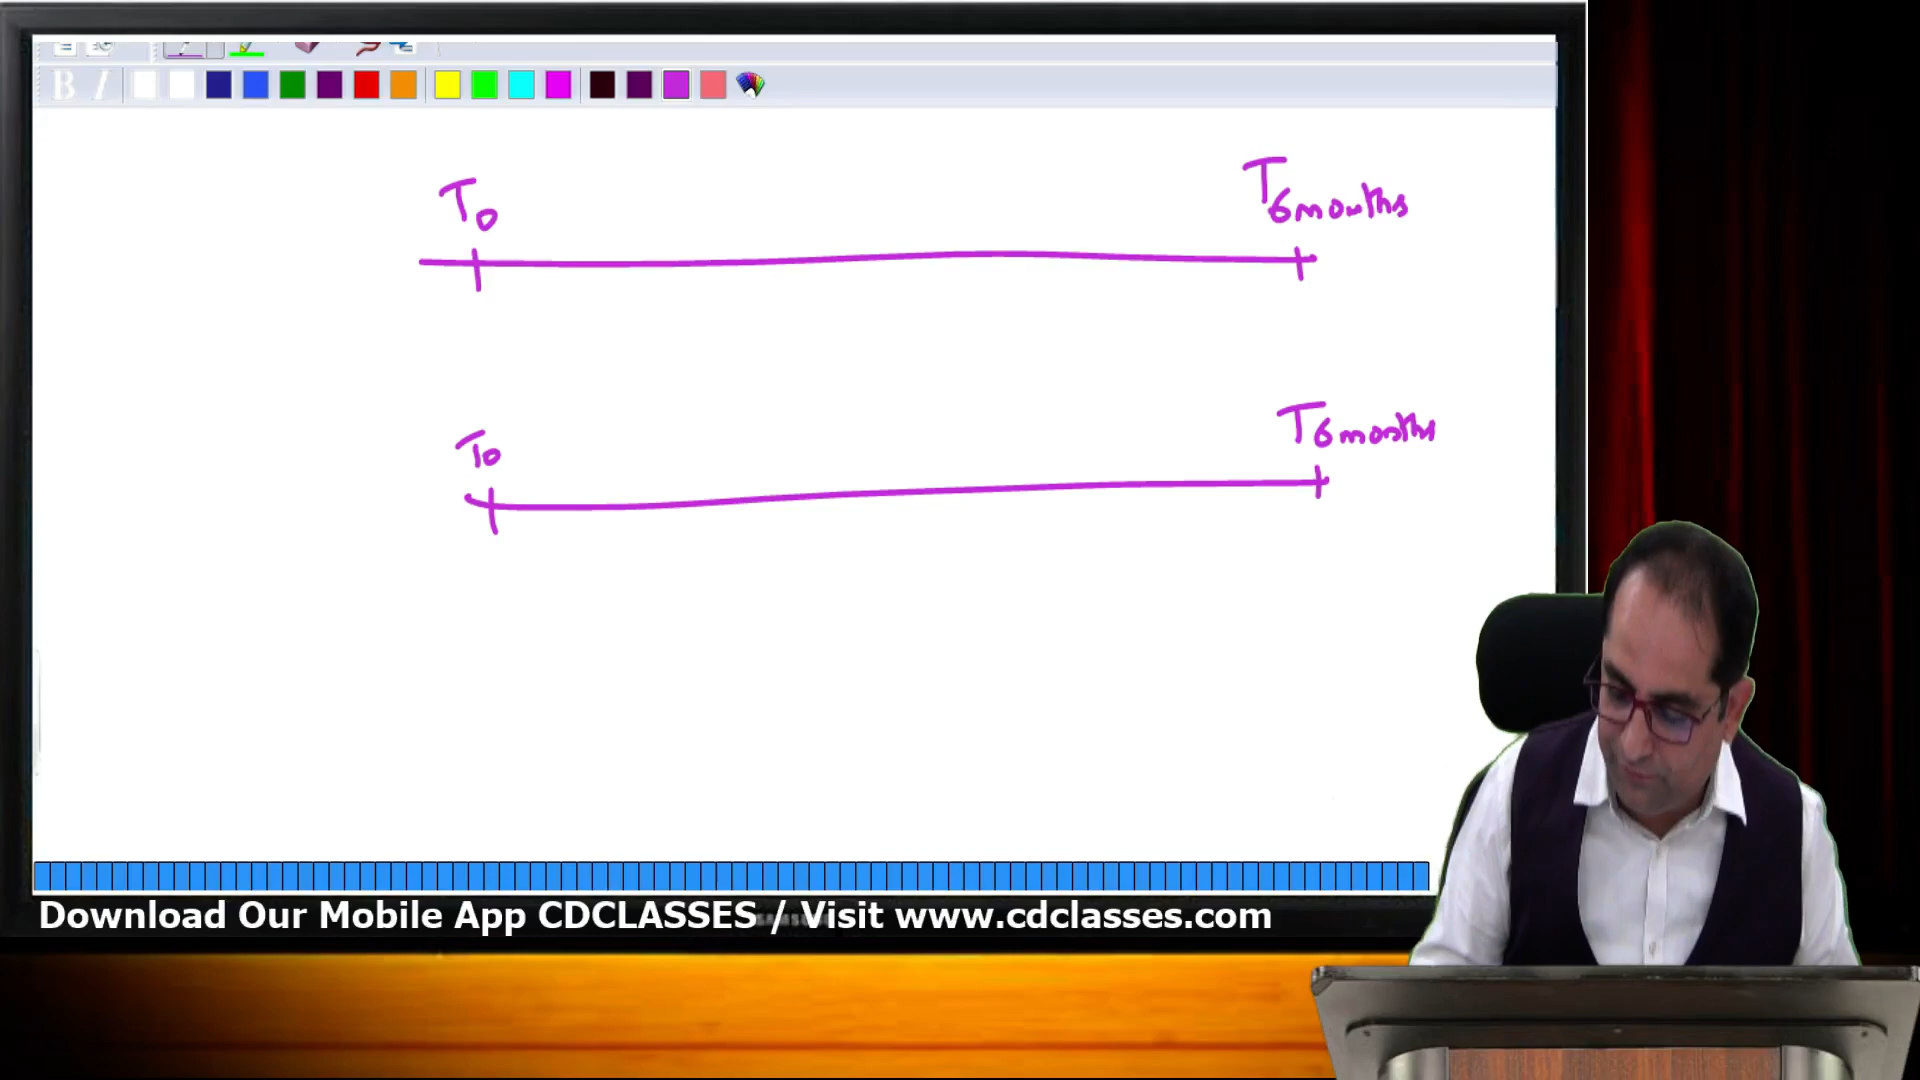 B I
T0 T6months
T0 T6months
Download Our Mobile App CDCLASSES / Visit www.cdclasses.com